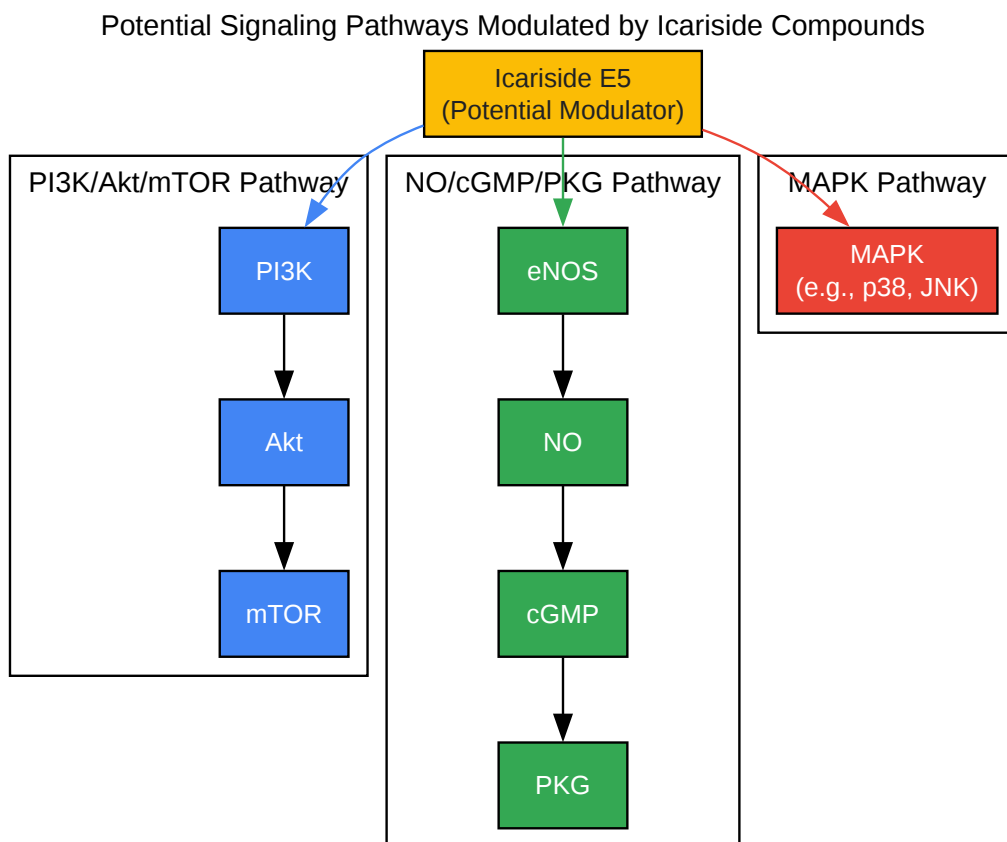 Potential Signaling Pathways Modulated by Icariside Compounds
Icariside E5
(Potential Modulator)
PI3K/Akt/mTOR Pathway
PI3K
Akt
mTOR
NO/cGMP/PKG Pathway
eNOS
NO
cGMP
PKG
MAPK Pathway
MAPK
(e.g., p38, JNK)